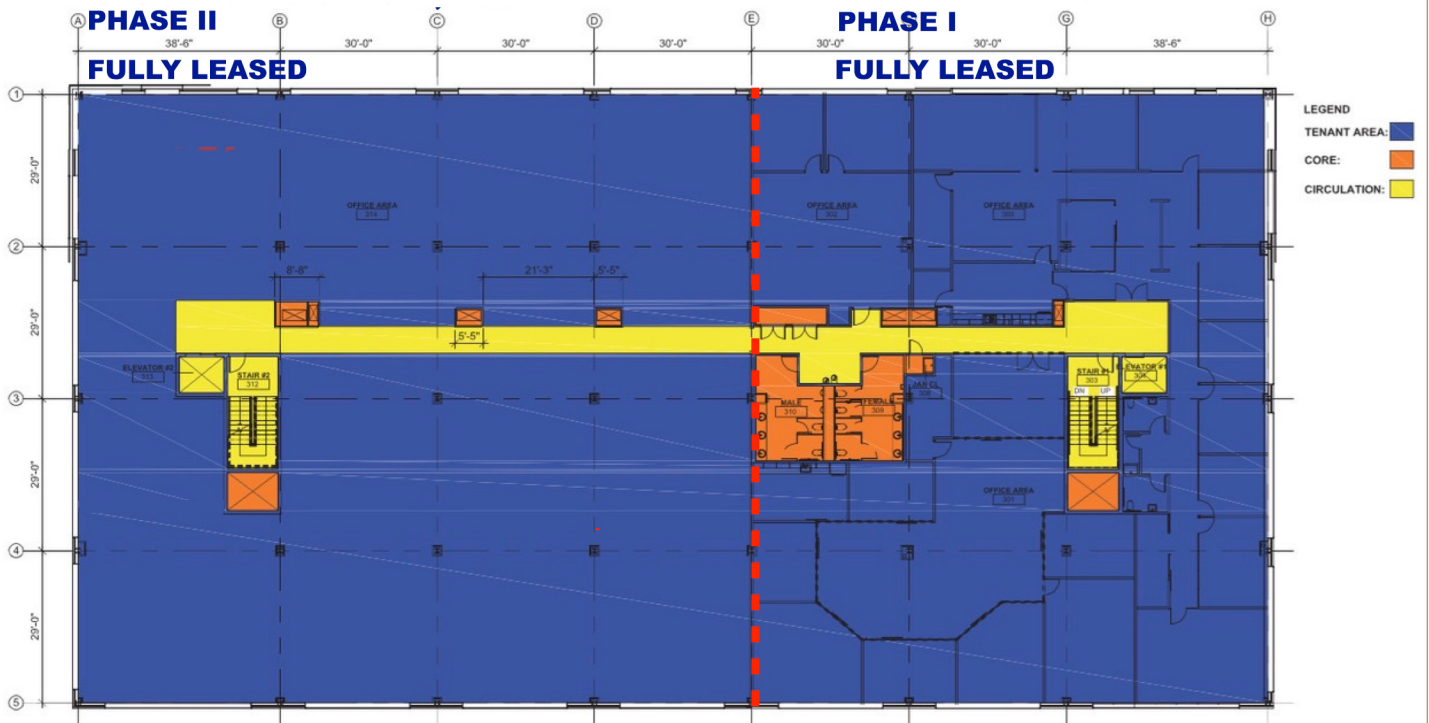 PHASE II
PHASE I
A B C D E G H
38'-6" 30'-0" 30'-0" 30'-0" 30'-0" 30'-0" 38'-6"
FULLY LEASED
FULLY LEASED
1
LEGEND
TENANT AREA:
CORE:
CIRCULATION:
29'-0"
OFFICE AREA
314
OFFICE AREA
302
OFFICE AREA
2
8'-8" 21'-3" 5'-5"
29'-0"
5'-5"
STAIR #2
312
STAIR #1
303
ELEVATOR #1
JAN CL
DN UP
3
MALE
310
FEMALE
309
29'-0"
OFFICE AREA
301
4
29'-0"
5